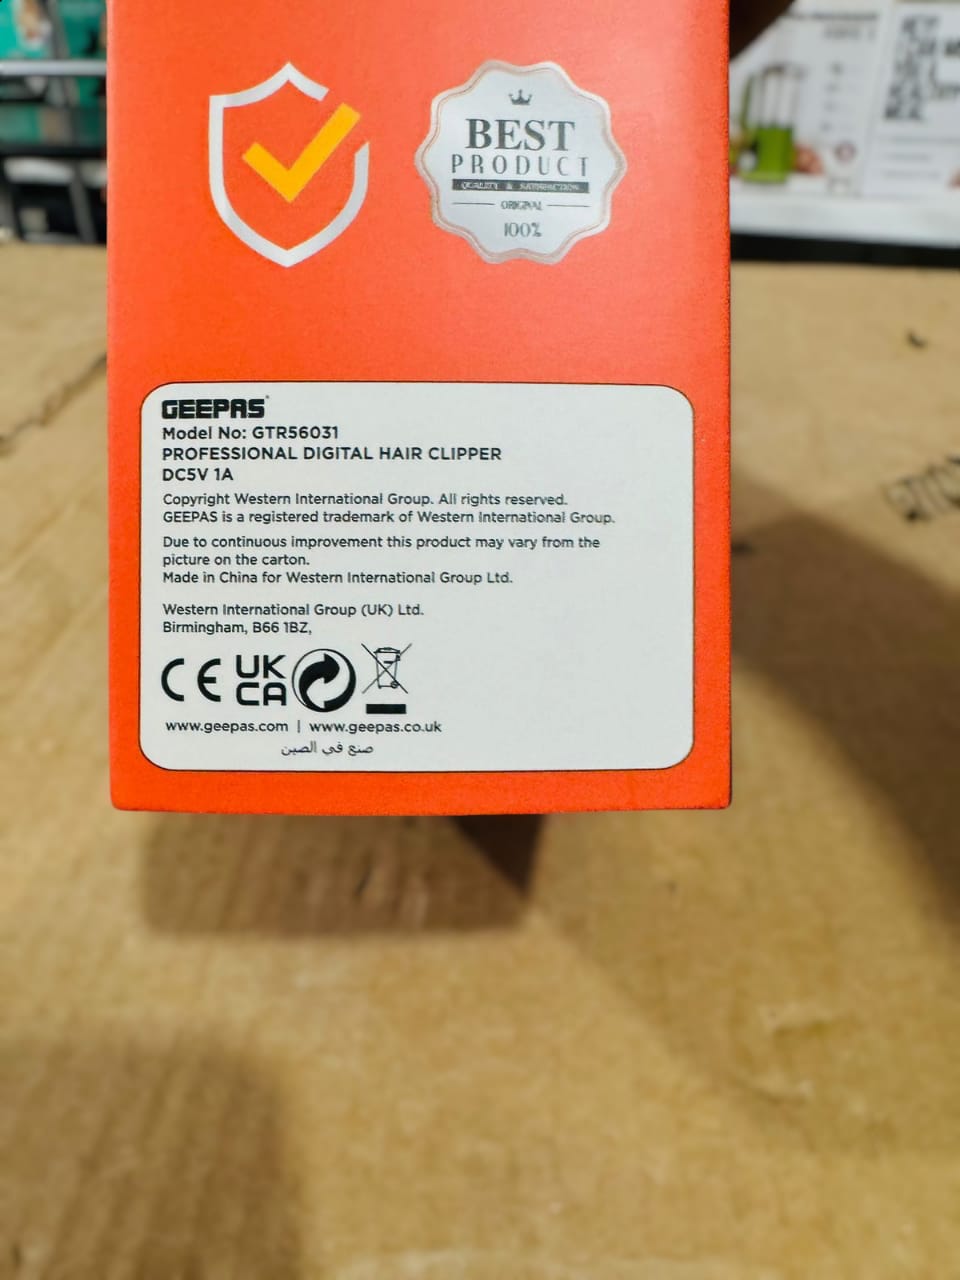 BEST
PRODUCT
QUALITY & SATISFACTION
ORIGINAL
100%
GEEPAS
Model No: GTR56031
PROFESSIONAL DIGITAL HAIR CLIPPER
DC5V 1A
Copyright Western International Group. All rights reserved.
GEEPAS is a registered trademark of Western International Group.
Due to continuous improvement this product may vary from the
picture on the carton.
Made in China for Western International Group Ltd.
Western International Group (UK) Ltd.
Birmingham, B66 1BZ,
CE UK
CA
www.geepas.com | www.geepas.co.uk
صنع في الصين